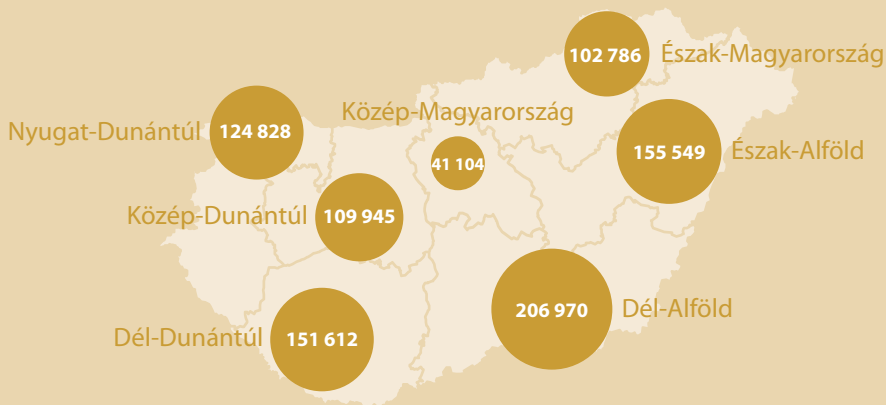 102 786 Észak-Magyarország
Közép-Magyarország
Nyugat-Dunántúl 124 828
41 104
155 549 Észak-Alföld
Közép-Dunántúl 109 945
206 970 Dél-Alföld
Dél-Dunántúl 151 612